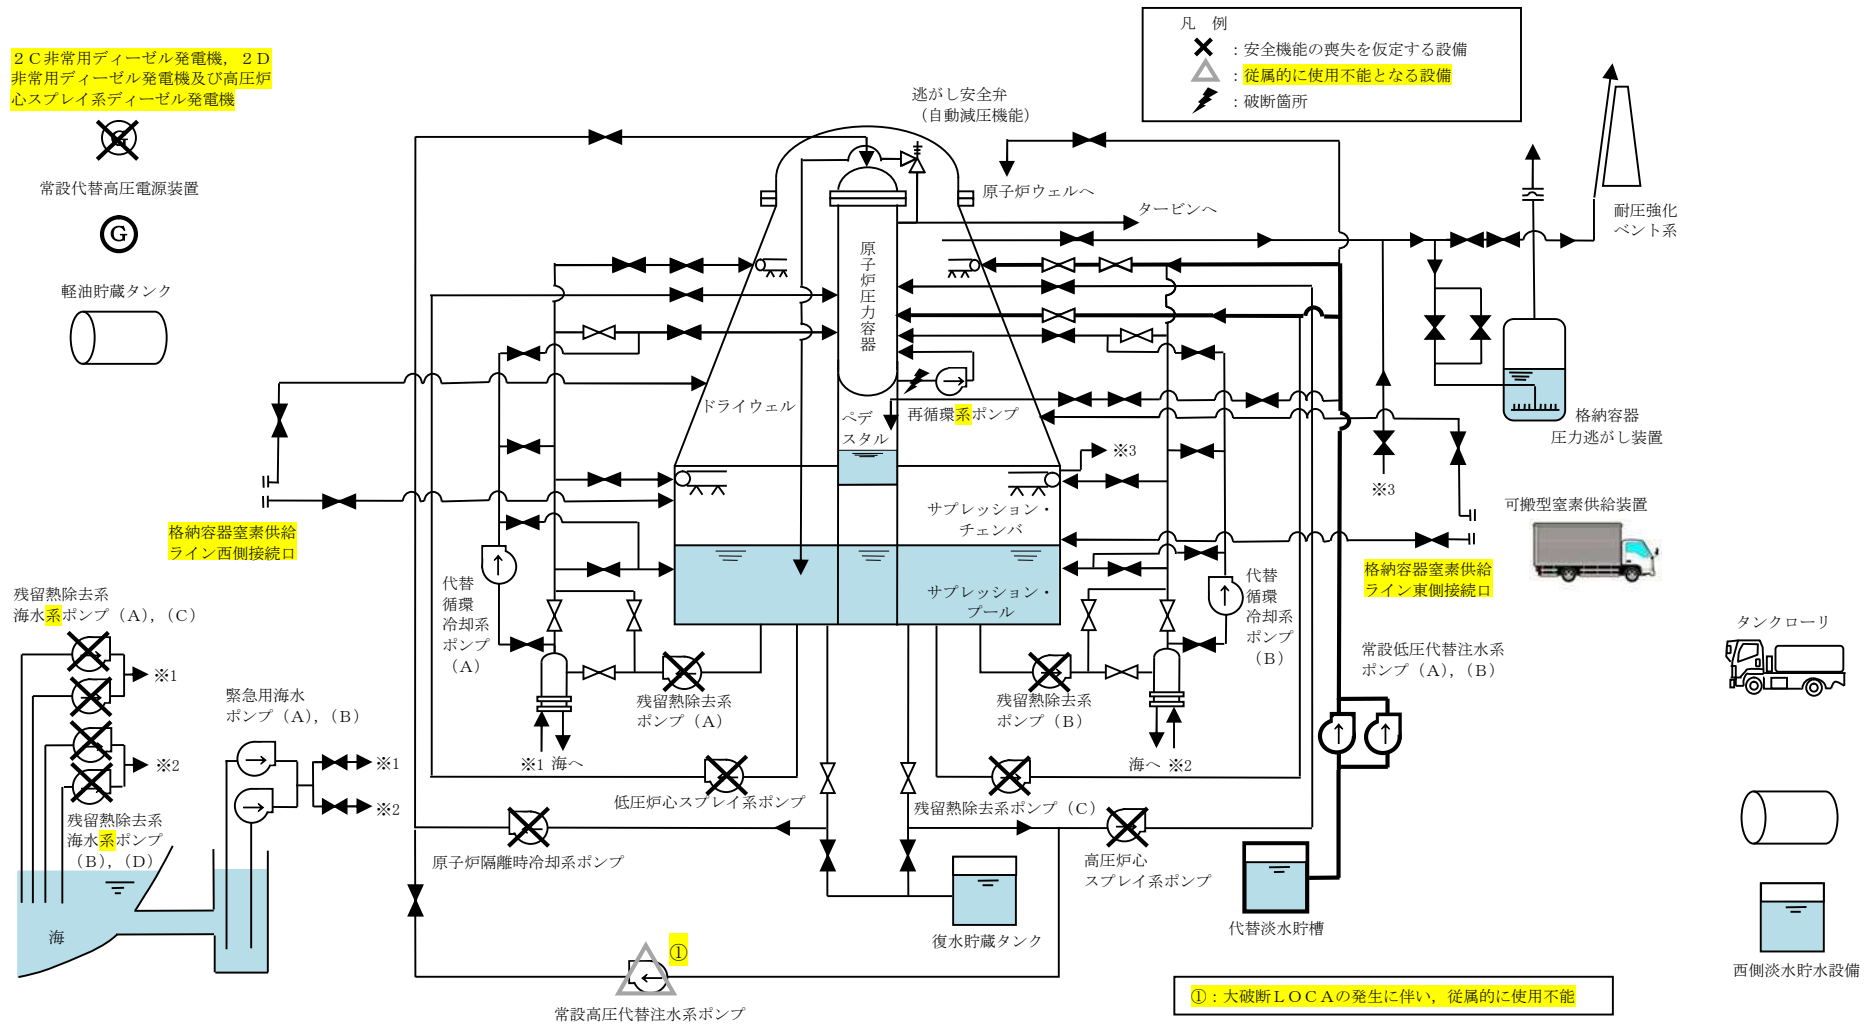 凡 例
：安全機能の喪失を仮定する設備
：従属的に使用不能となる設備
：破断箇所
２Ｃ非常用ディーゼル発電機，２Ｄ
非常用ディーゼル発電機及び高圧炉
心スプレイ系ディーゼル発電機
G
常設代替高圧電源装置
G
軽油貯蔵タンク
逃がし安全弁
（自動減圧機能）
原子炉ウェルへ
タービンへ
耐圧強化
ベント系
原子炉圧力容器
ドライウェル
ペデ
スタル
再循環系ポンプ
格納容器
圧力逃がし装置
※3
※3
サプレッション・
チェンバ
サプレッション・
プール
可搬型窒素供給装置
格納容器窒素供給
ライン西側接続口
格納容器窒素供給
ライン東側接続口
代替
循環
冷却系
ポンプ
（A）
代替
循環
冷却系
ポンプ
（B）
残留熱除去系
海水系ポンプ（A），（C）
※1
※2
残留熱除去系
海水系ポンプ
（B），（D）
緊急用海水
ポンプ（A），（B）
※1
※2
海
残留熱除去系
ポンプ（A）
残留熱除去系
ポンプ（B）
※1 海へ
海へ ※2
常設低圧代替注水系
ポンプ（A），（B）
タンクローリ
低圧炉心スプレイ系ポンプ
残留熱除去系ポンプ（C）
原子炉隔離時冷却系ポンプ
高圧炉心
スプレイ系ポンプ
復水貯蔵タンク
代替淡水貯槽
西側淡水貯水設備
①
常設高圧代替注水系ポンプ
①：大破断ＬＯＣＡの発生に伴い，従属的に使用不能